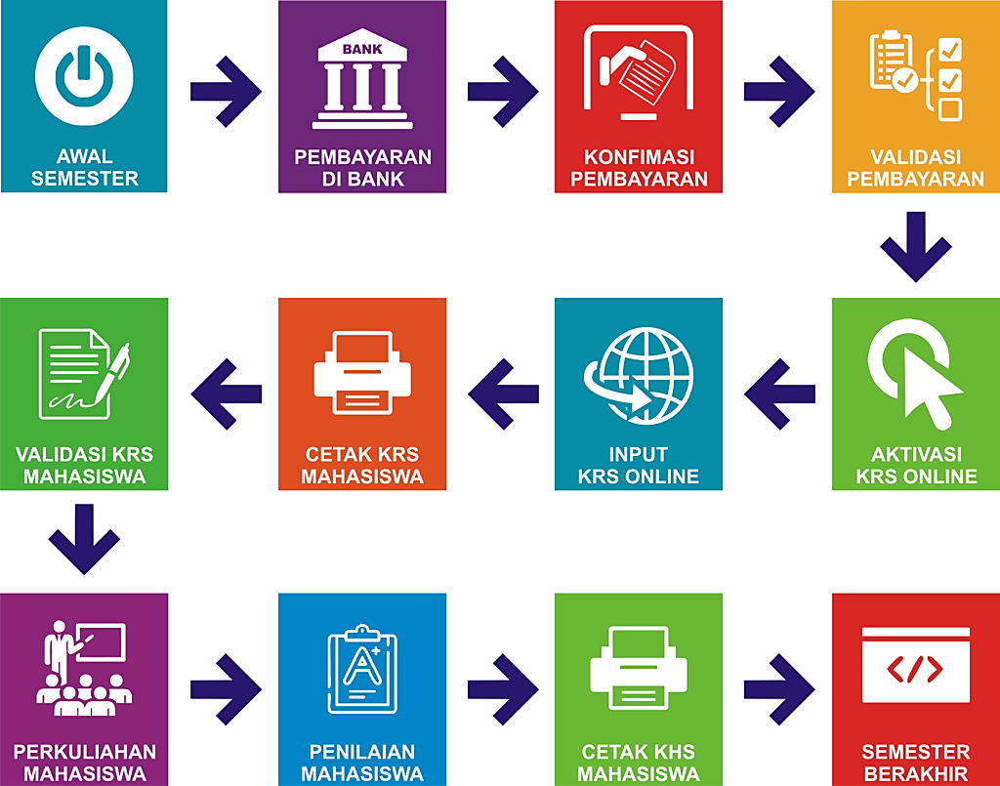 AWAL
SEMESTER
BANK
PEMBAYARAN
DI BANK
KONFIMASI
PEMBAYARAN
VALIDASI
PEMBAYARAN
AKTIVASI
KRS ONLINE
INPUT
KRS ONLINE
CETAK KRS
MAHASISWA
VALIDASI KRS
MAHASISWA
PERKULIAHAN
MAHASISWA
A+
PENILAIAN
MAHASISWA
CETAK KHS
MAHASISWA
</>
SEMESTER
BERAKHIR